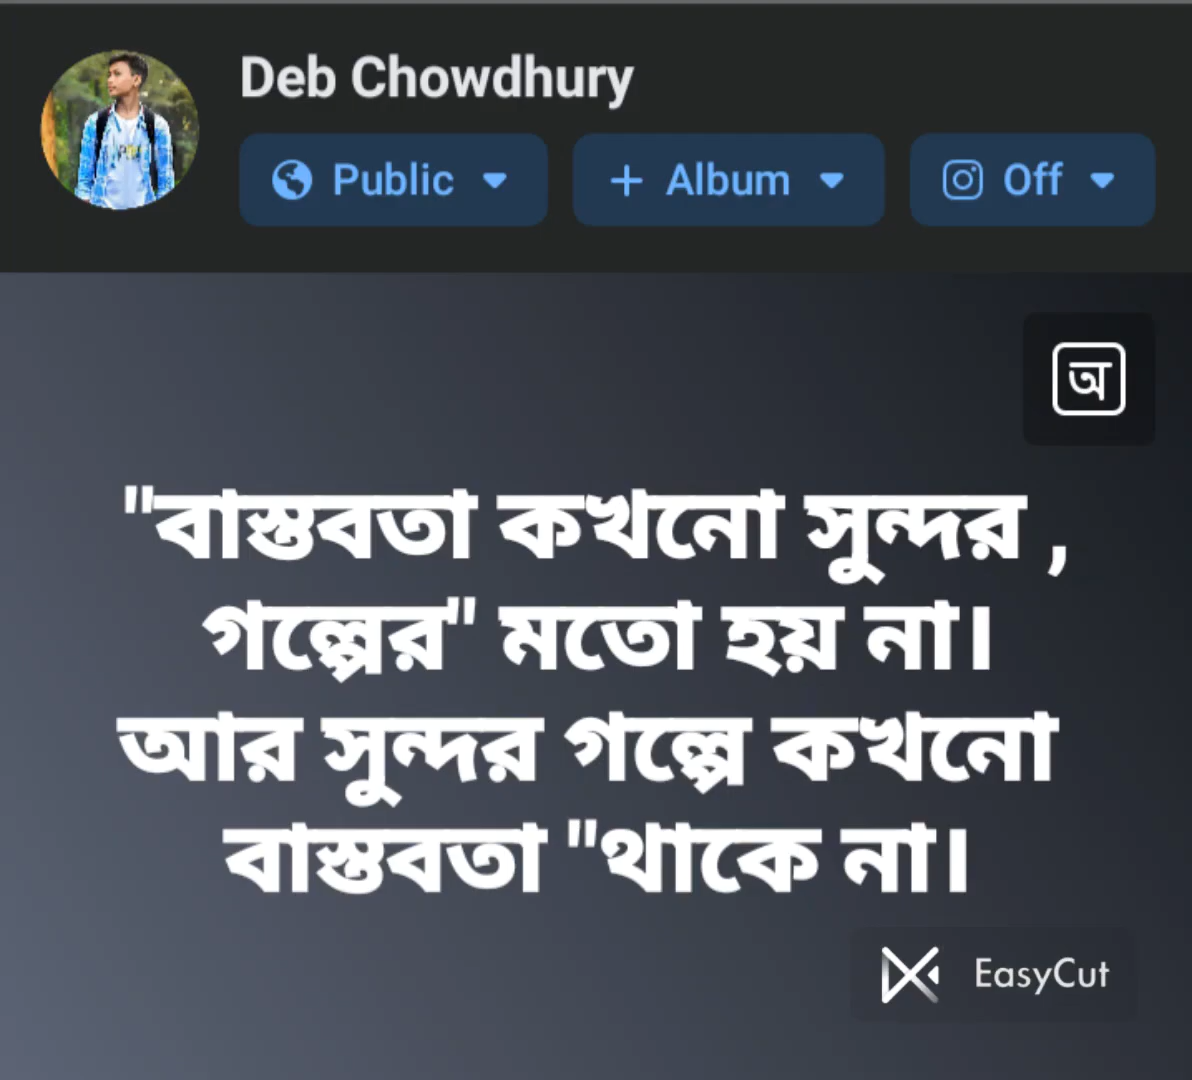 Deb Chowdhury
Public
+ Album
Off
অ
"বাস্তবতা কখনো সুন্দর ,
গল্পের" মতো হয় না।
আর সুন্দর গল্পে কখনো
বাস্তবতা "থাকে না।
EasyCut